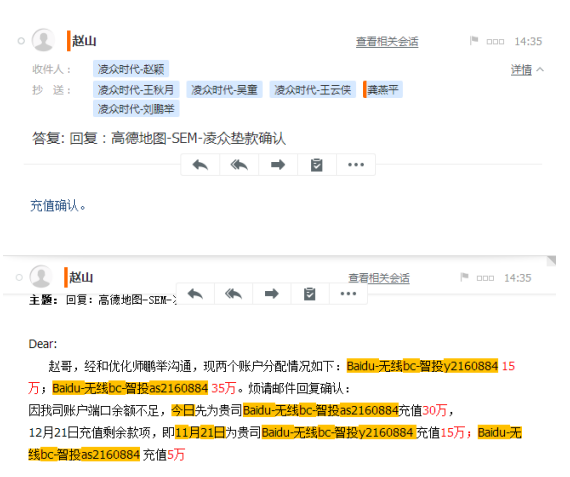 赵山
查看相关会话
14:35
收件人：
凌众时代-赵颖
详情
抄 送：
凌众时代-王秋月
凌众时代-吴童
凌众时代-王云侠
龚燕平
凌众时代-刘鹏举
答复: 回复：高德地图-SEM-凌众垫款确认
充值确认。
赵山
查看相关会话
14:35
主题: 回复: 高德地图-SEM-
Dear:
赵哥，经和优化师鹏举沟通，现两个账户分配情况如下：Baidu-无线bc-智投y2160884 15
万；Baidu-无线bc-智投as2160884 35万。烦请邮件回复确认：
因我司账户端口余额不足，今日先为贵司Baidu-无线bc-智投as2160884充值30万，
12月21日充值剩余款项，即11月21日为贵司Baidu-无线bc-智投y2160884 充值15万；Baidu-无
线bc-智投as2160884 充值5万